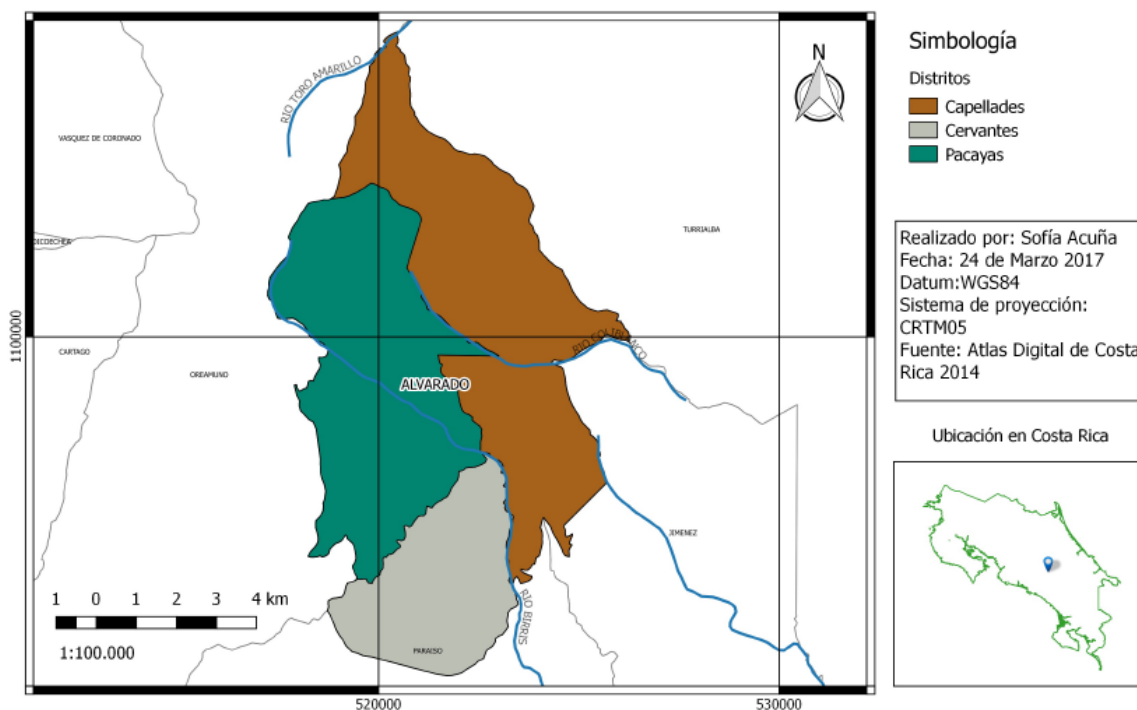 RIO TORO AMARILLO
N
VASQUEZ DE CORONADO
TURRIALBA
1100000
RIO COLIBLANCO
CARTAGO
OREAMUNO
ALVARADO
JIMENEZ
RIO BIRRIS
PARAISO
1 0 1 2 3 4 km
1:100.000
520000
530000
Simbología
Distritos
Capellades
Cervantes
Pacayas
Realizado por: Sofía Acuña
Fecha: 24 de Marzo 2017
Datum:WGS84
Sistema de proyección:
CRTM05
Fuente: Atlas Digital de Costa
Rica 2014
Ubicación en Costa Rica